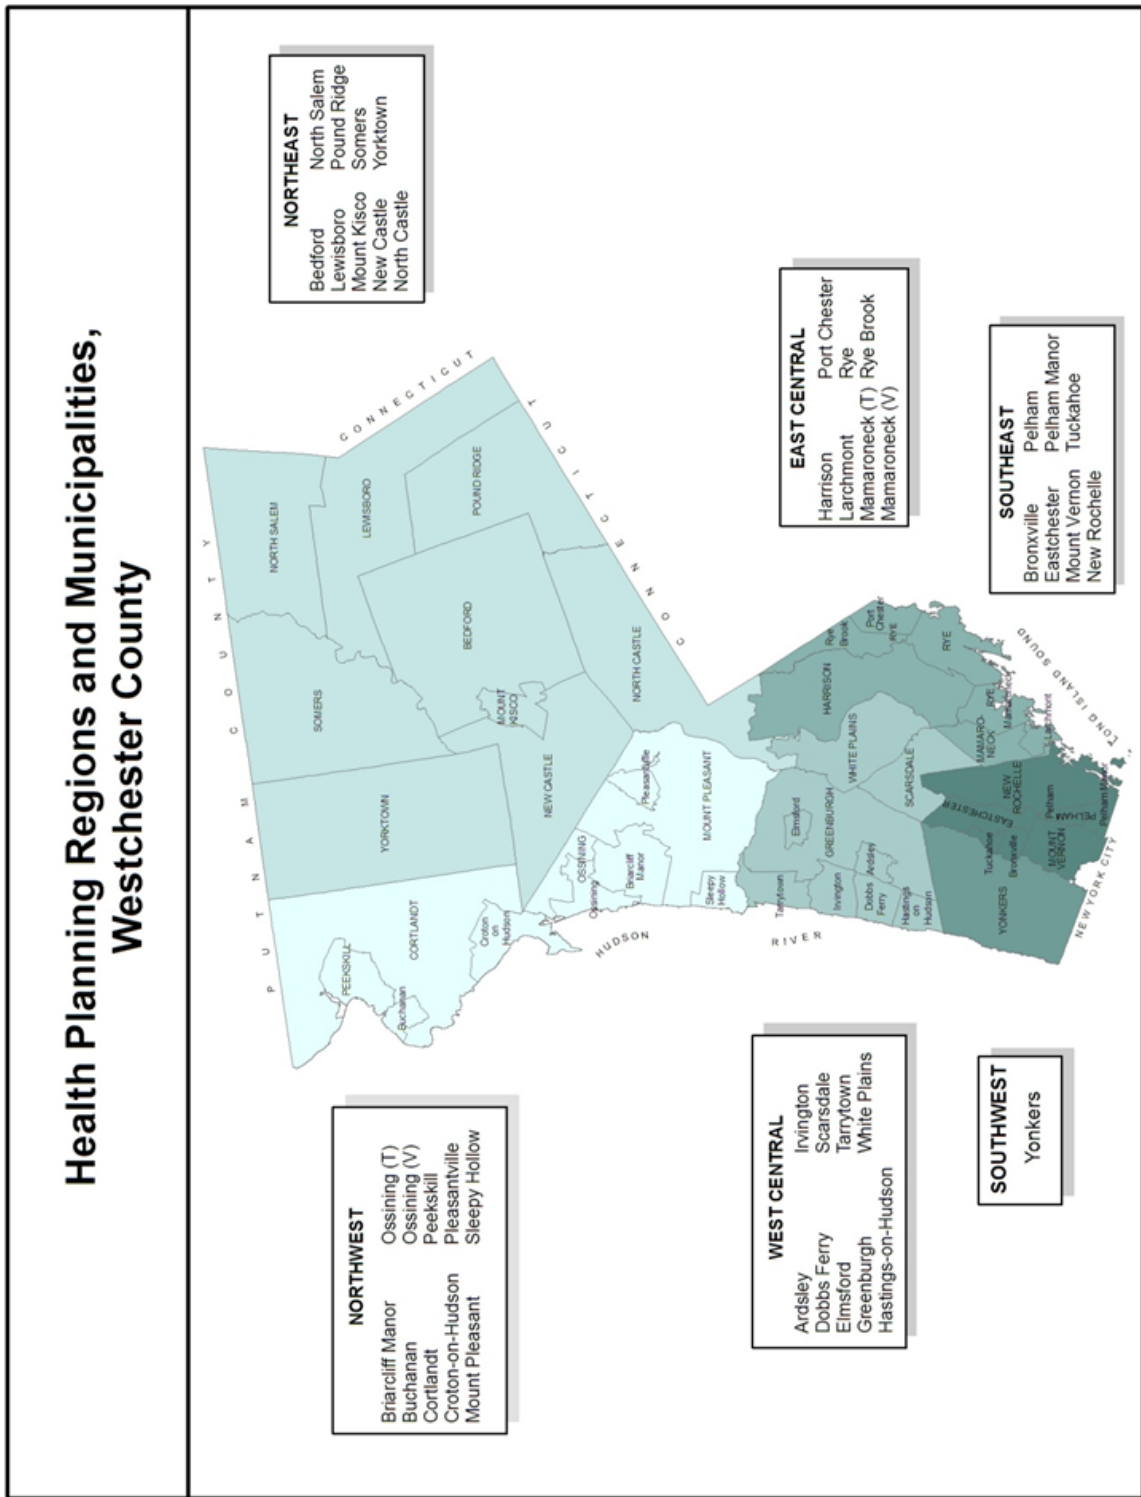 Health Planning Regions and Municipalities,
Westchester County
NORTHWEST
Briarcliff Manor Ossining (T)
Buchanan Ossining (V)
Cortlandt Peekskill
Croton-on-Hudson Pleasantville
Mount Pleasant Sleepy Hollow
NORTHEAST
Bedford North Salem
Lewisboro Pound Ridge
Mount Kisco Somers
New Castle Yorktown
North Castle
WEST CENTRAL
Ardsley Irvington
Dobbs Ferry Scarsdale
Elmsford Tarrytown
Greenburgh White Plains
Hastings-on-Hudson
EAST CENTRAL
Harrison Port Chester
Larchmont Rye
Mamaroneck (T) Rye Brook
Mamaroneck (V)
SOUTHWEST
Yonkers
SOUTHEAST
Bronxville Pelham
Eastchester Pelham Manor
Mount Vernon Tuckahoe
New Rochelle
PUTNAM COUNTY
CONNECTICUT
CONNECTICUT
HUDSON
RIVER
NEW YORK CITY
LONG ISLAND SOUND
PEEKSKILL
Buchanan
CORTLANDT
Croton
on
Hudson
YORKTOWN
SOMERS
NORTH SALEM
LEWISBORO
POUND RIDGE
BEDFORD
MOUNT
KISCO
NEW CASTLE
NORTH CASTLE
OSSINING
Ossining
Briarcliff
Manor
Pleasantville
MOUNT PLEASANT
Sleepy
Hollow
Tarrytown
Elmsford
GREENBURGH
Irvington
Dobbs
Ferry
Ardsley
Hastings
on
Hudson
WHITE PLAINS
SCARSDALE
HARRISON
Rye
Brook
Port
Chester
RYE
RYE
RYE
Mamaroneck
MAMARO-
NECK
Larchmont
YONKERS
Tuckahoe
Bronxville
EASTCHESTER
NEW
ROCHELLE
MOUNT
VERNON
Pelham
PELHAM
Pelham Manor